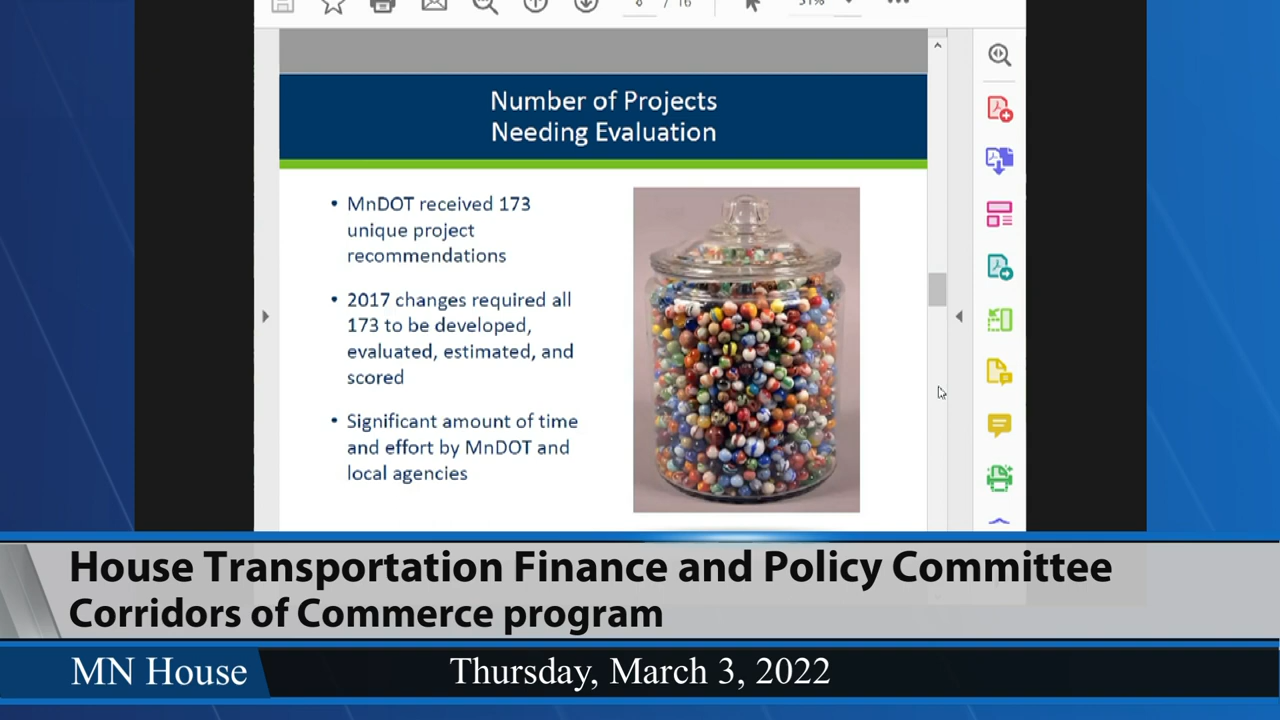 / 16
Number of Projects
Needing Evaluation
• MnDOT received 173
unique project
recommendations
• 2017 changes required all
173 to be developed,
evaluated, estimated, and
scored
• Significant amount of time
and effort by MnDOT and
local agencies
House Transportation Finance and Policy Committee
Corridors of Commerce program
MN House
Thursday, March 3, 2022